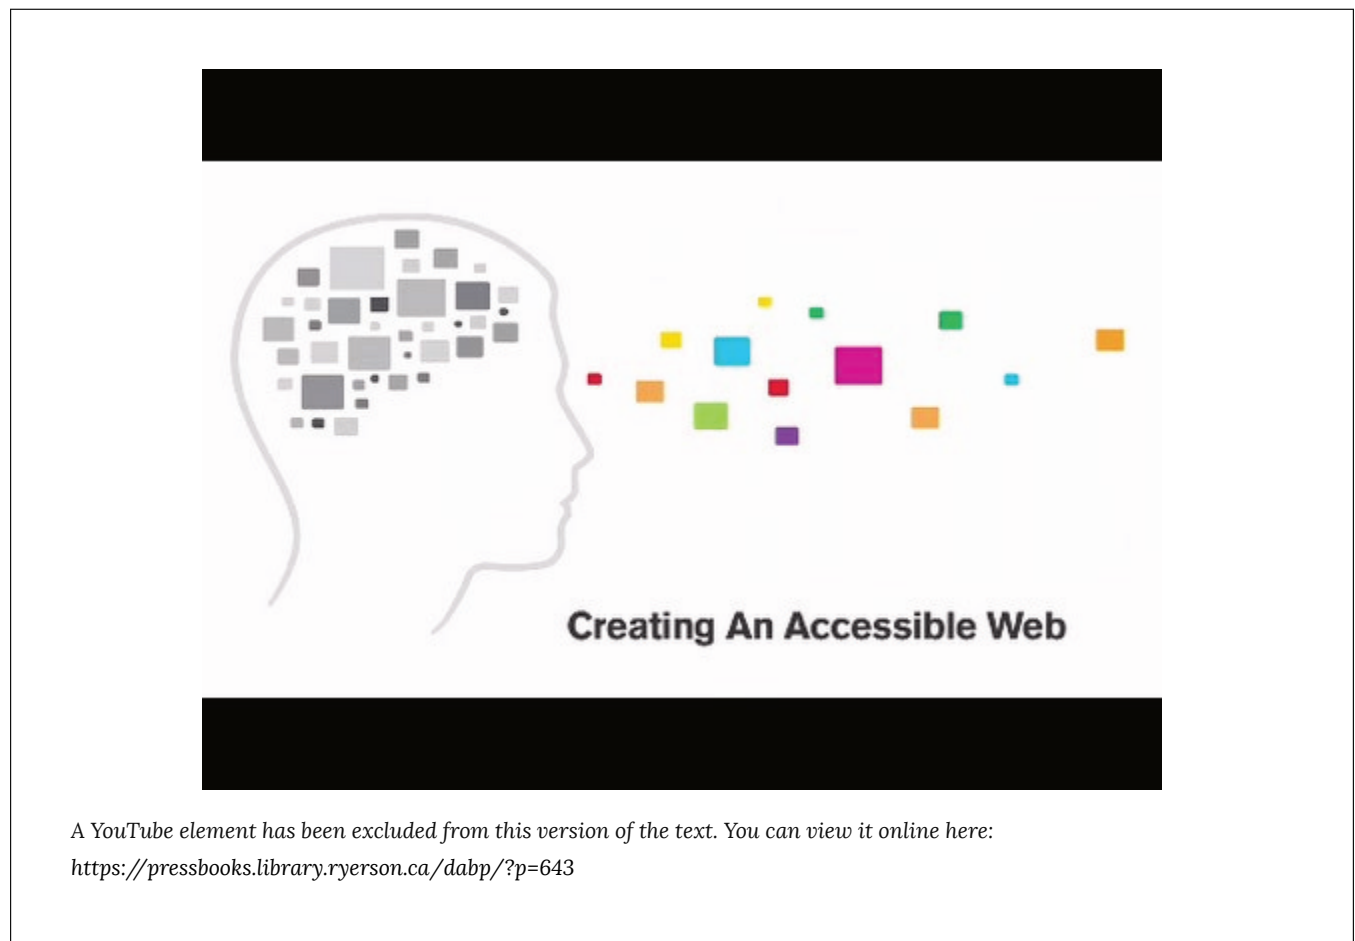 Creating An Accessible Web
A YouTube element has been excluded from this version of the text. You can view it online here:
https://pressbooks.library.ryerson.ca/dabp/?p=643